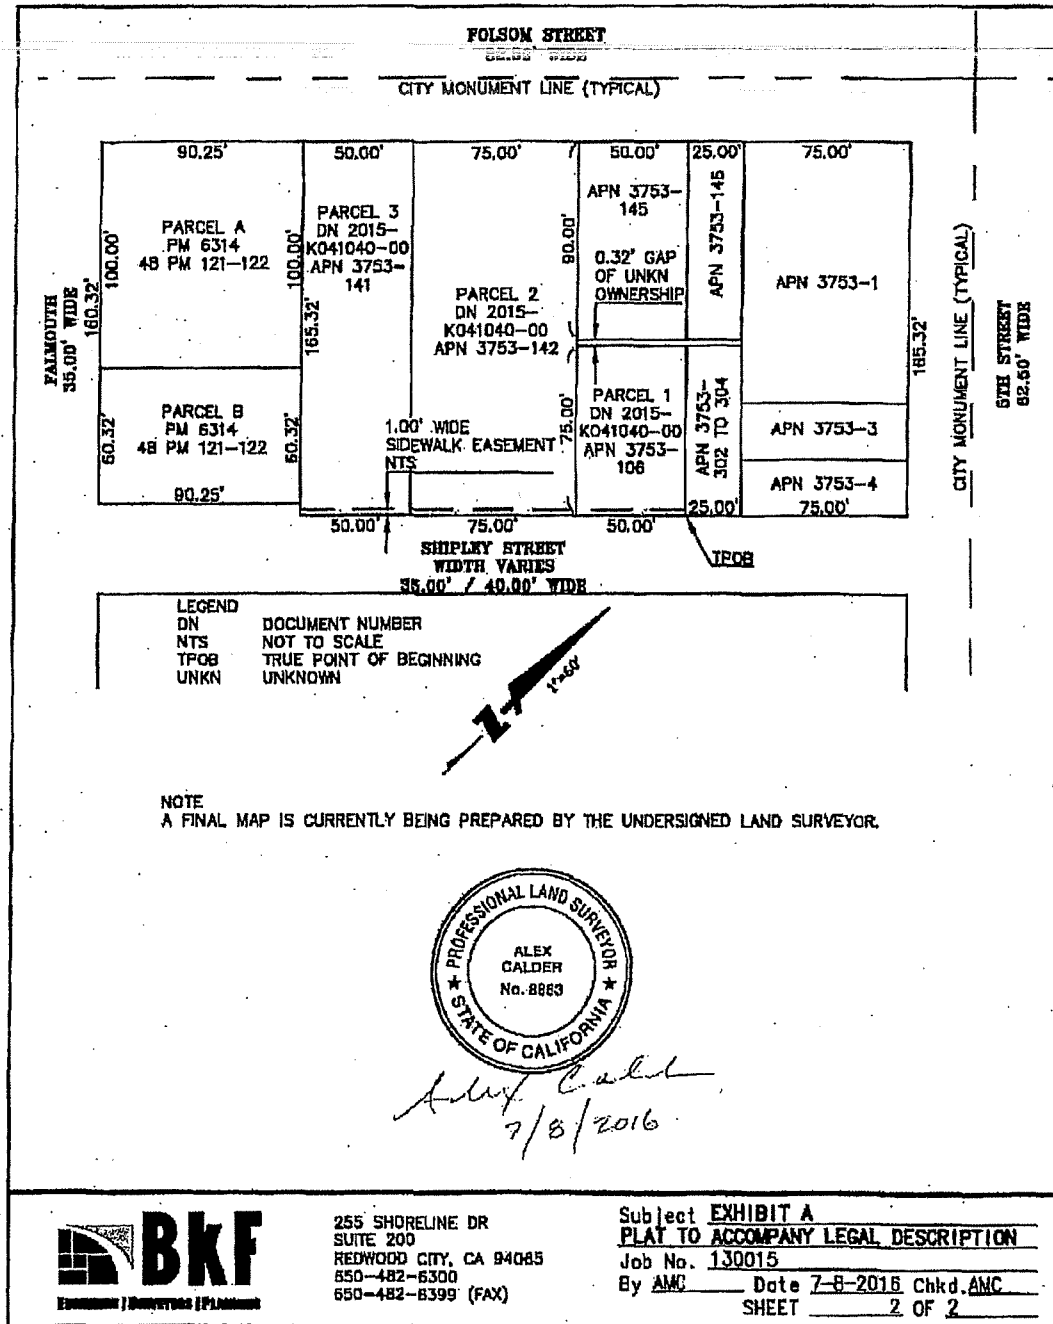 FOLSOM STREET
CITY MONUMENT LINE (TYPICAL)
90.25' 50.00' 75.00' 50.00' 25.00' 75.00'
PARCEL A
PM 6314
48 PM 121-122
100.00'
100.00'
160.32'
FALMOUTH
35.00' WIDE
PARCEL 3
DN 2015-
K041040-00
APN 3753-
141
165.32'
PARCEL 2
DN 2015-
K041040-00
APN 3753-142
90.00'
75.00'
APN 3753-
145
0.32' GAP
OF UNKN
OWNERSHIP
APN 3753-146
APN 3753-1
165.32'
CITY MONUMENT LINE (TYPICAL)
6TH STREET
82.50' WIDE
PARCEL B
PM 6314
48 PM 121-122
60.32'
60.32'
90.25'
1.00' WIDE
SIDEWALK EASEMENT
NTS
PARCEL 1
DN 2015-
K041040-00
APN 3753-
106
APN 3753-
302 TO 304
APN 3753-3
APN 3753-4
50.00' 75.00' 50.00' 25.00' 75.00'
TPOB
SHIPLEY STREET
WIDTH VARIES
35.00' / 40.00' WIDE
LEGEND
DN DOCUMENT NUMBER
NTS NOT TO SCALE
TPOB TRUE POINT OF BEGINNING
UNKN UNKNOWN
Z
1"=60'
NOTE
A FINAL MAP IS CURRENTLY BEING PREPARED BY THE UNDERSIGNED LAND SURVEYOR.
PROFESSIONAL LAND SURVEYOR
ALEX
CALDER
No. 8863
STATE OF CALIFORNIA
Alex Calder
7/8/2016
BKF
ENGINEERS | SURVEYORS | PLANNERS
255 SHORELINE DR
SUITE 200
REDWOOD CITY, CA 94065
650-482-6300
650-482-6399 (FAX)
Subject EXHIBIT A
PLAT TO ACCOMPANY LEGAL DESCRIPTION
Job No. 130015
By AMC Date 7-8-2016 Chkd. AMC
SHEET 2 OF 2